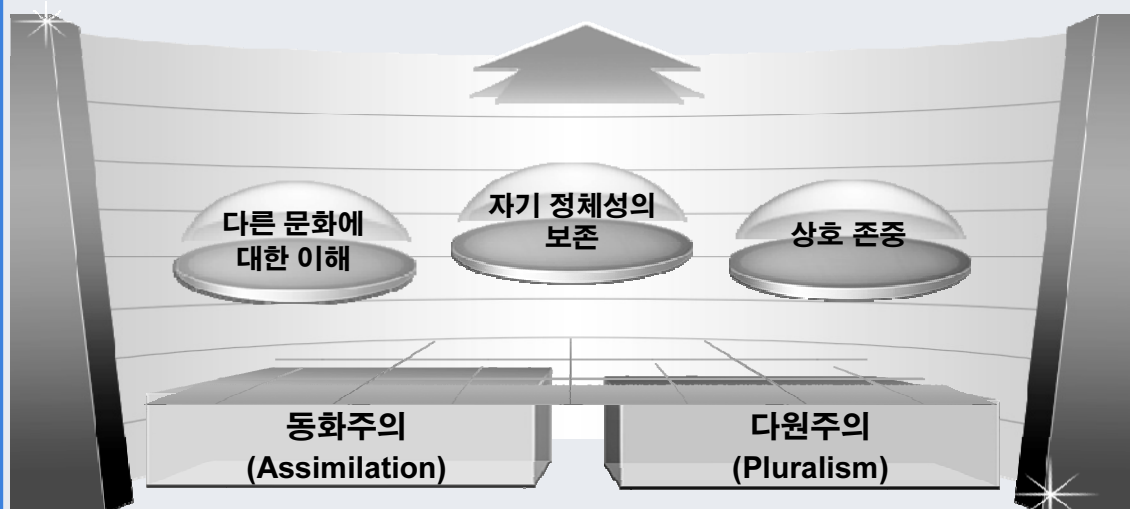 다른 문화에
대한 이해
자기 정체성의
보존
상호 존중
동화주의
(Assimilation)
다원주의
(Pluralism)